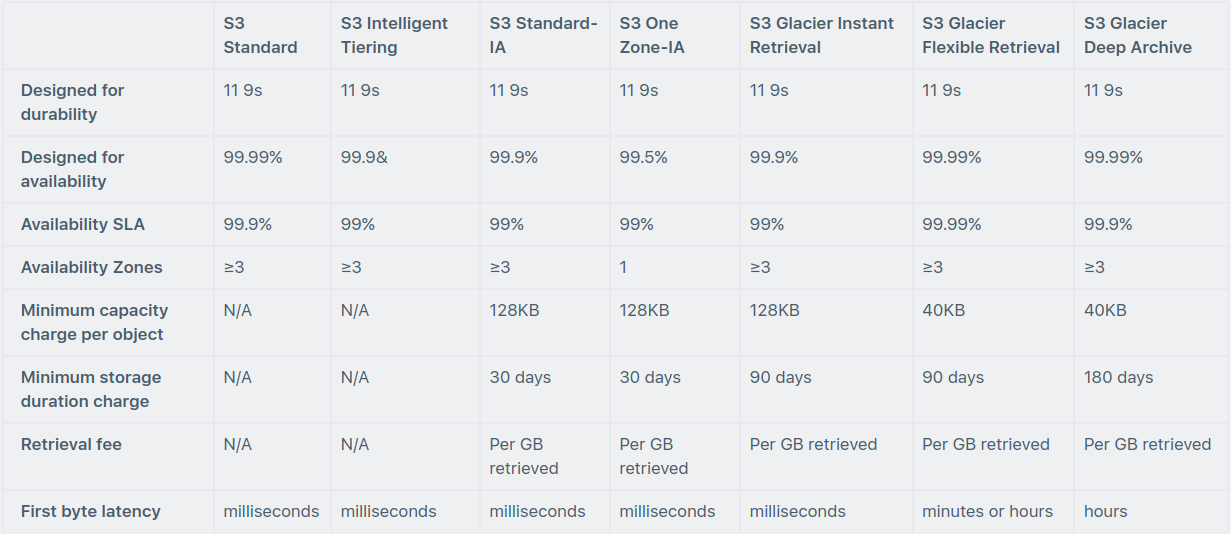 S3 Standard S3 Intelligent Tiering S3 Standard-IA S3 One Zone-IA S3 Glacier Instant Retrieval S3 Glacier Flexible Retrieval S3 Glacier Deep Archive
Designed for durability 11 9s 11 9s 11 9s 11 9s 11 9s 11 9s 11 9s
Designed for availability 99.99% 99.9& 99.9% 99.5% 99.9% 99.99% 99.99%
Availability SLA 99.9% 99% 99% 99% 99% 99.99% 99.9%
Availability Zones ≥3 ≥3 ≥3 1 ≥3 ≥3 ≥3
Minimum capacity charge per object N/A N/A 128KB 128KB 128KB 40KB 40KB
Minimum storage duration charge N/A N/A 30 days 30 days 90 days 90 days 180 days
Retrieval fee N/A N/A Per GB retrieved Per GB retrieved Per GB retrieved Per GB retrieved Per GB retrieved
First byte latency milliseconds milliseconds milliseconds milliseconds milliseconds minutes or hours hours